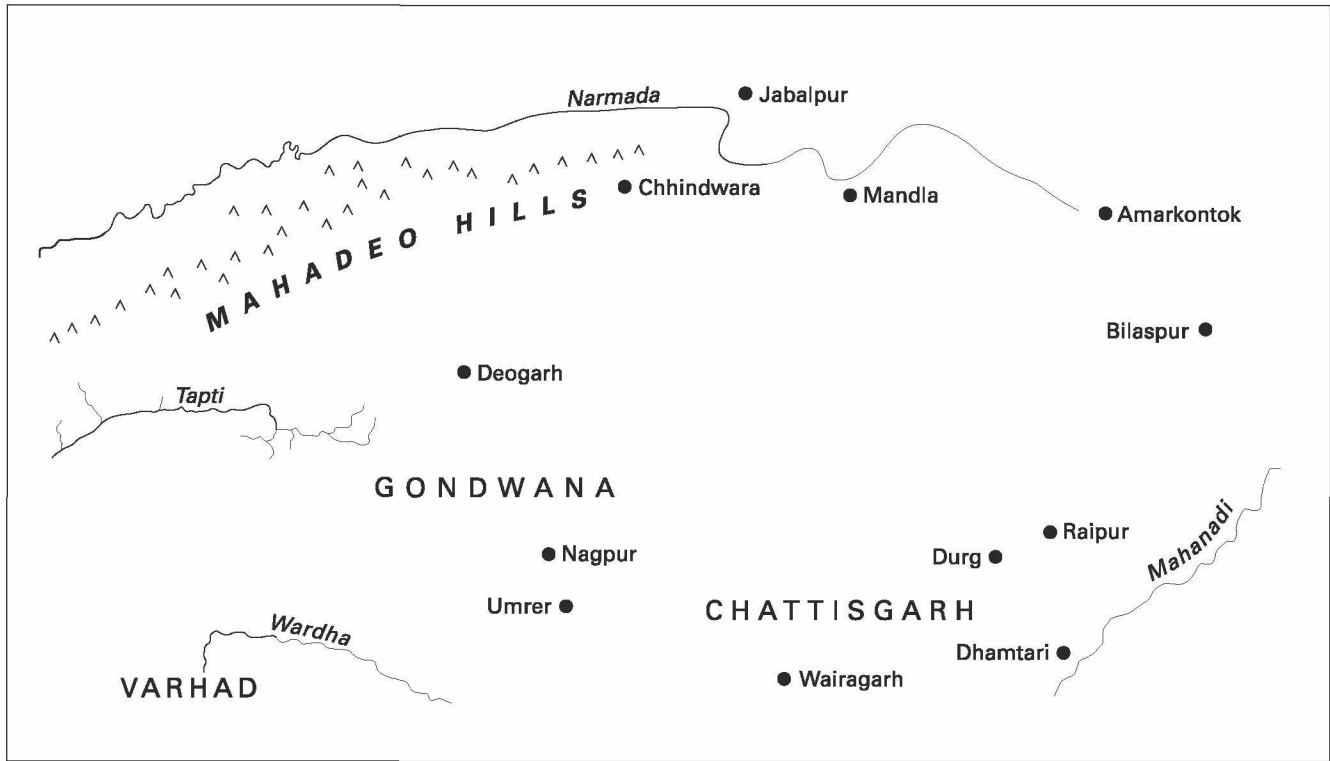 Narmada
Jabalpur
Chhindwara
Mandla
Amarkontok
MAHADEO HILLS
Bilaspur
Deogarh
Tapti
GONDWANA
Mahanadi
Raipur
Nagpur
Durg
Umrer
CHATTISGARH
Wardha
Dhamtari
Wairagarh
VARHAD